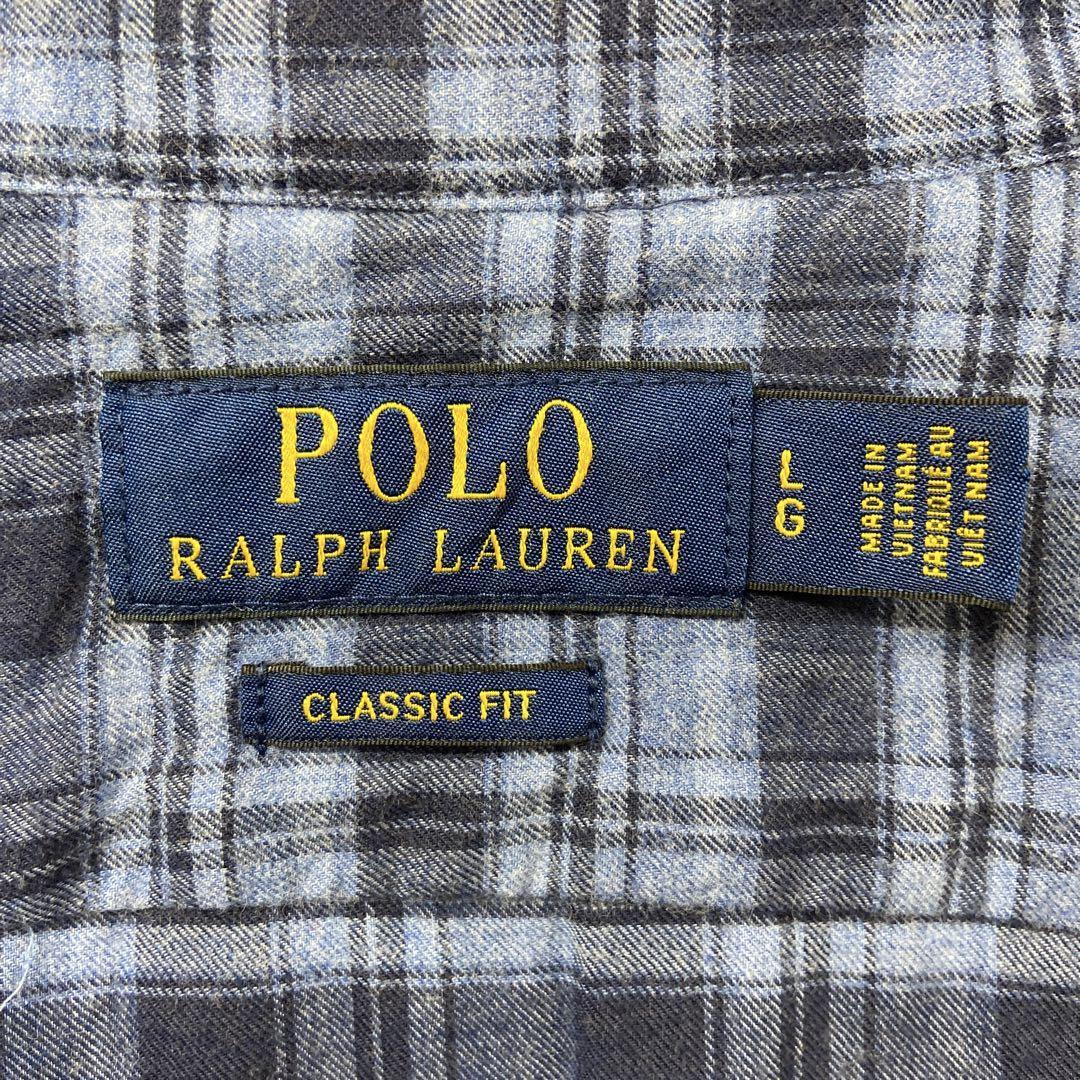 POLO
RALPH LAUREN
L
G
MADE IN
VIETNAM
FABRIQUÉ AU
VIÊT NAM
CLASSIC FIT